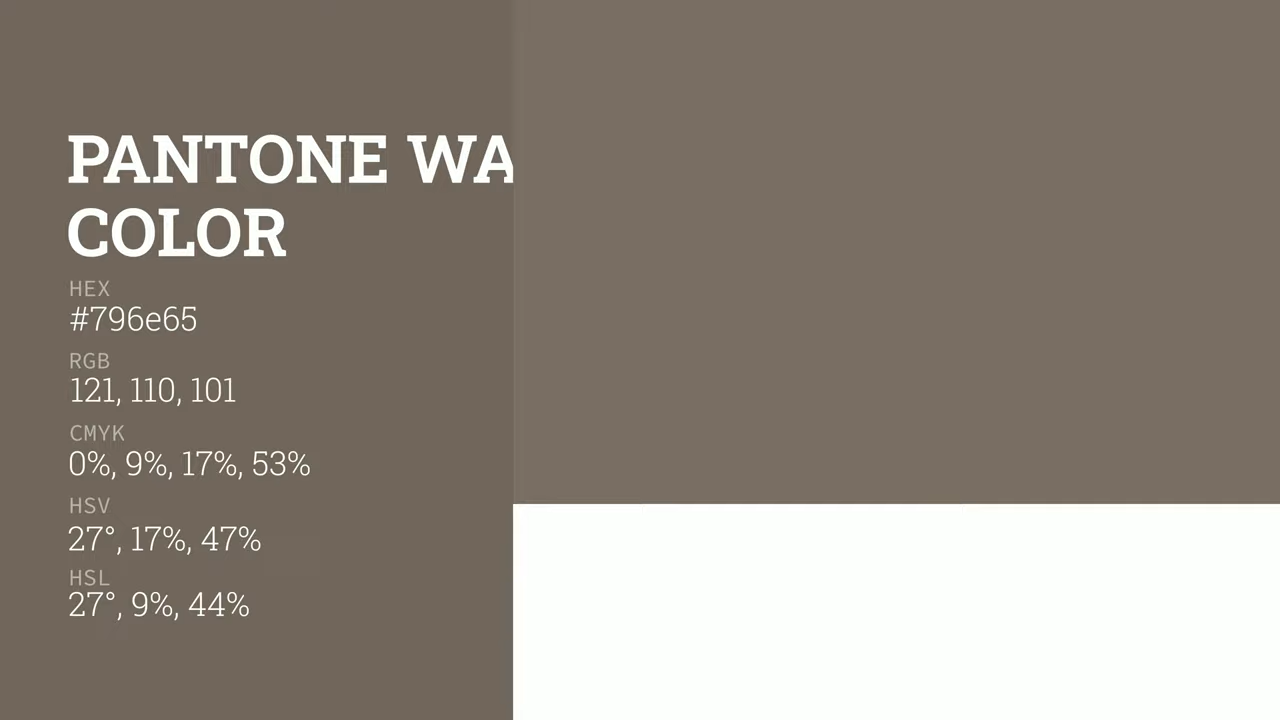 PANTONE WA
COLOR
HEX
#796e65
RGB
121, 110, 101
CMYK
0%, 9%, 17%, 53%
HSV
27°, 17%, 47%
HSL
27°, 9%, 44%